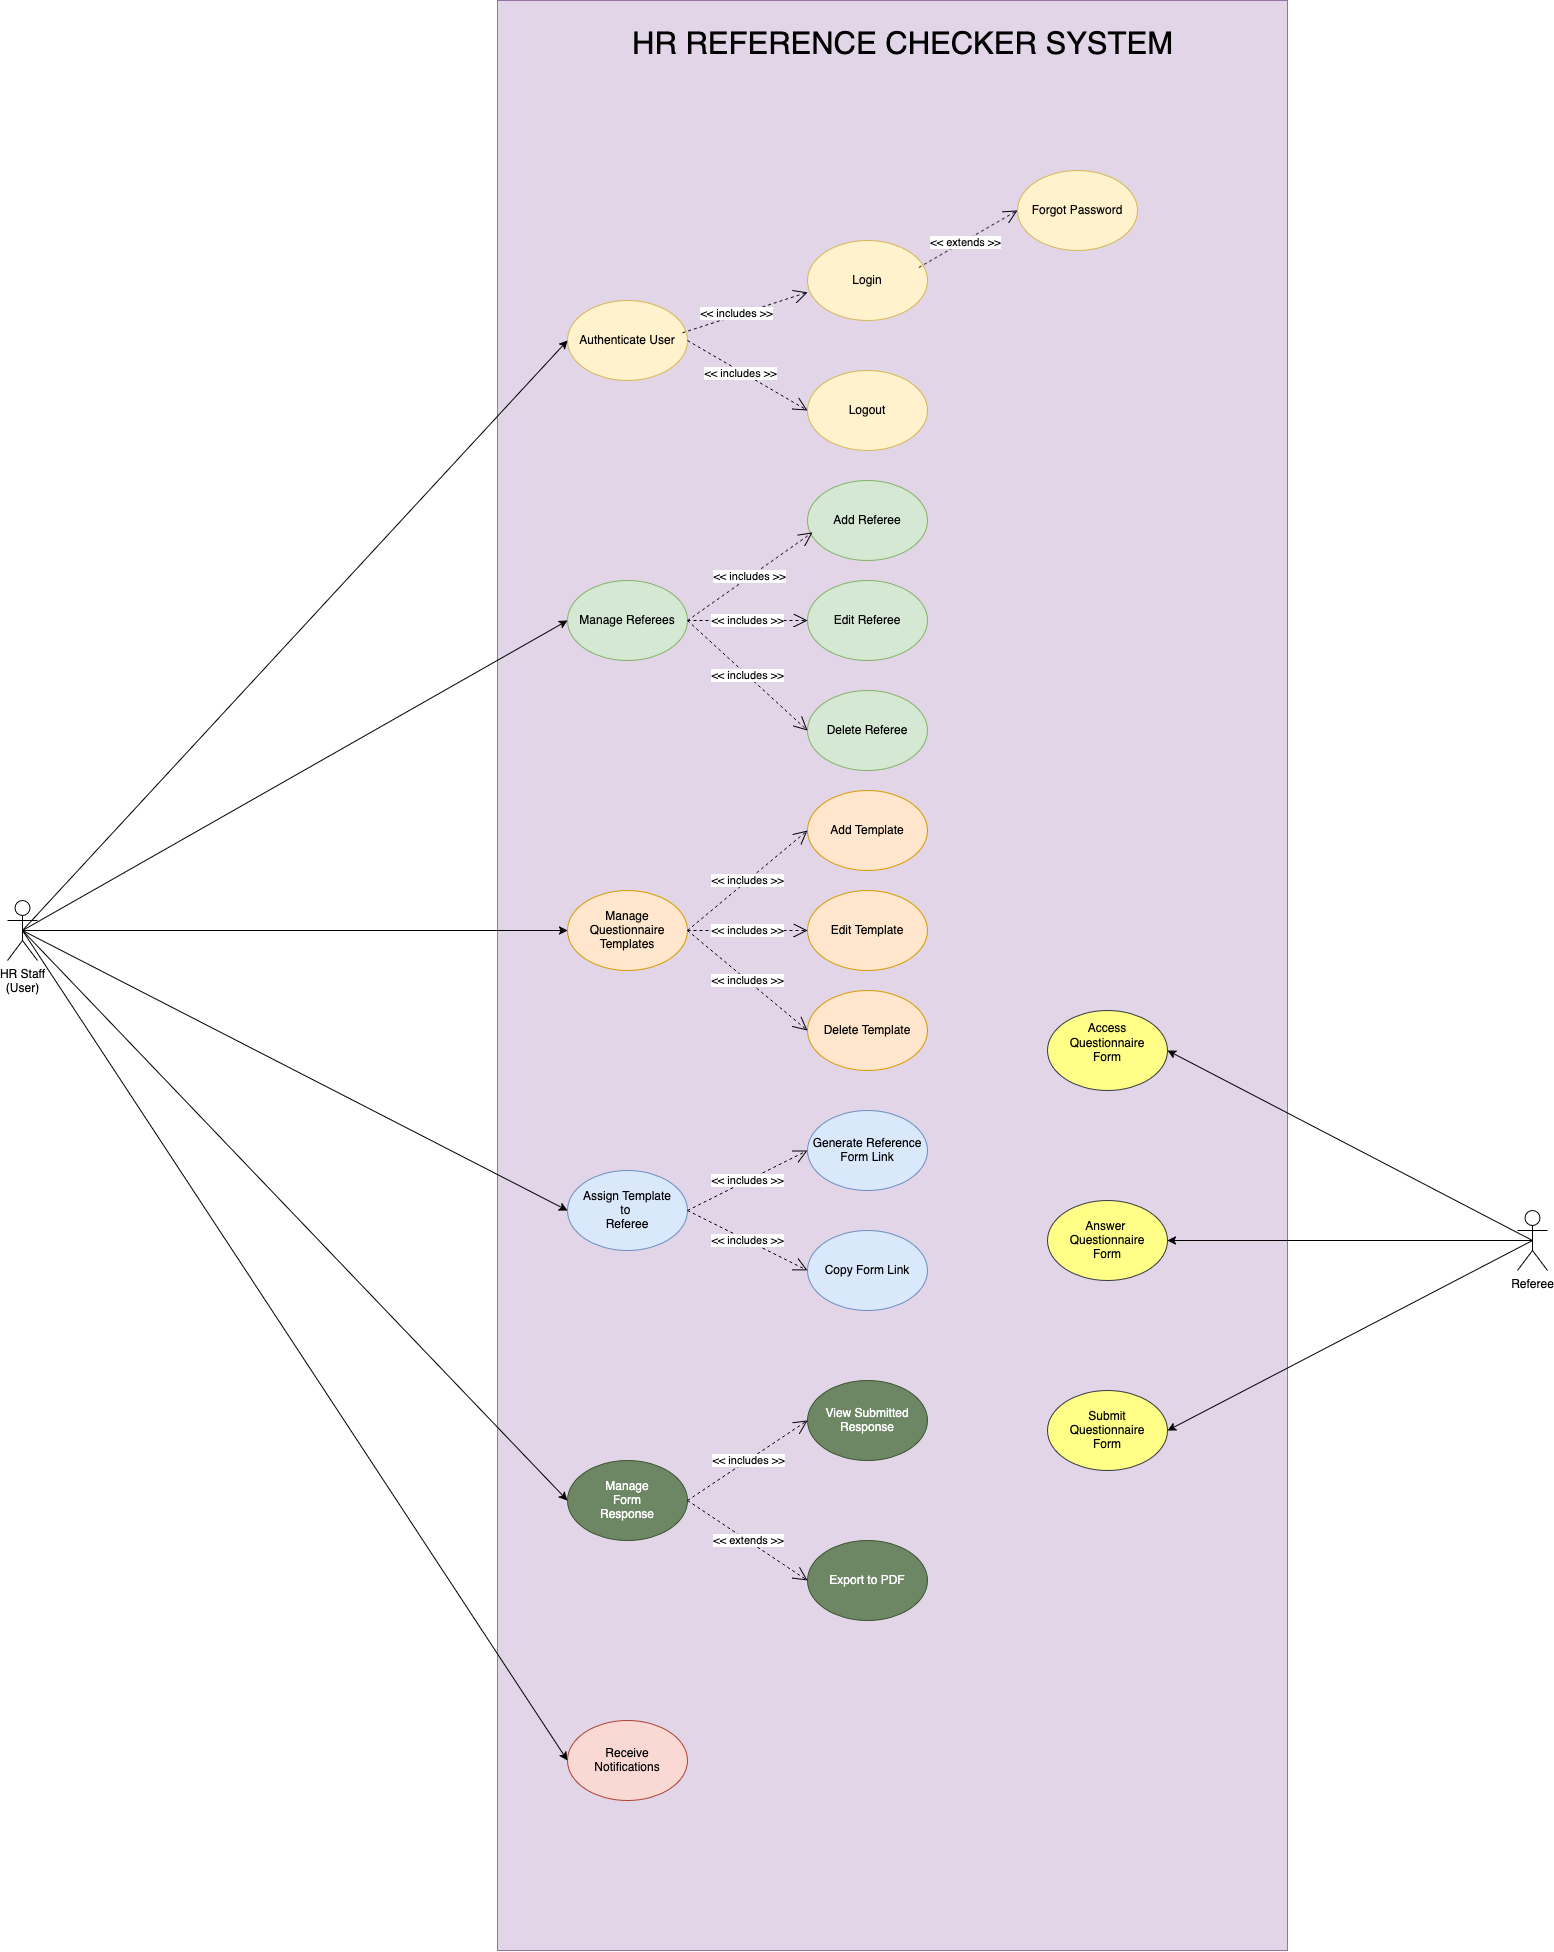 HR REFERENCE CHECKER SYSTEM
Forgot Password
<< extends >>
Login
<< includes >>
Authenticate User
<< includes >>
Logout
Add Referee
<< includes >>
Manage Referees
<< includes >>
Edit Referee
<< includes >>
Delete Referee
Add Template
<< includes >>
Manage
Questionnaire
Templates
<< includes >>
Edit Template
<< includes >>
Delete Template
HR Staff
(User)
Access
Questionnaire
Form
Generate Reference
Form Link
<< includes >>
Assign Template
to
Referee
<< includes >>
Copy Form Link
Answer
Questionnaire
Form
Referee
View Submitted
Response
<< includes >>
Submit
Questionnaire
Form
Manage
Form
Response
<< extends >>
Export to PDF
Receive
Notifications